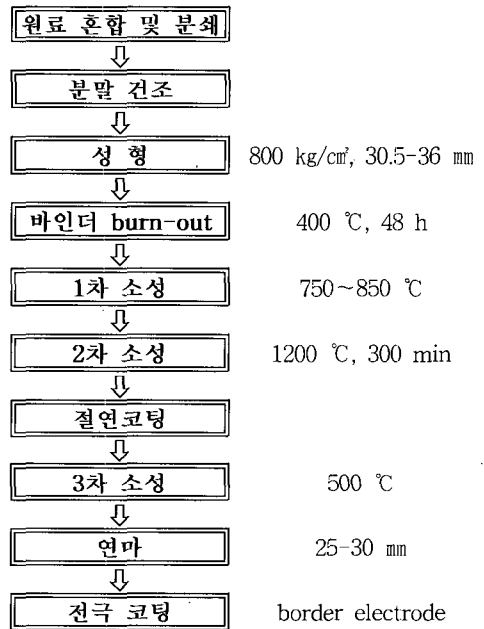 원료 혼합 및 분쇄
분말 건조
성 형 800 kg/㎠, 30.5-36 ㎜
바인더 burn-out 400 ℃, 48 h
1차 소성 750~850 ℃
2차 소성 1200 ℃, 300 min
절연코팅
3차 소성 500 ℃
연마 25-30 ㎜
전극 코팅 border electrode